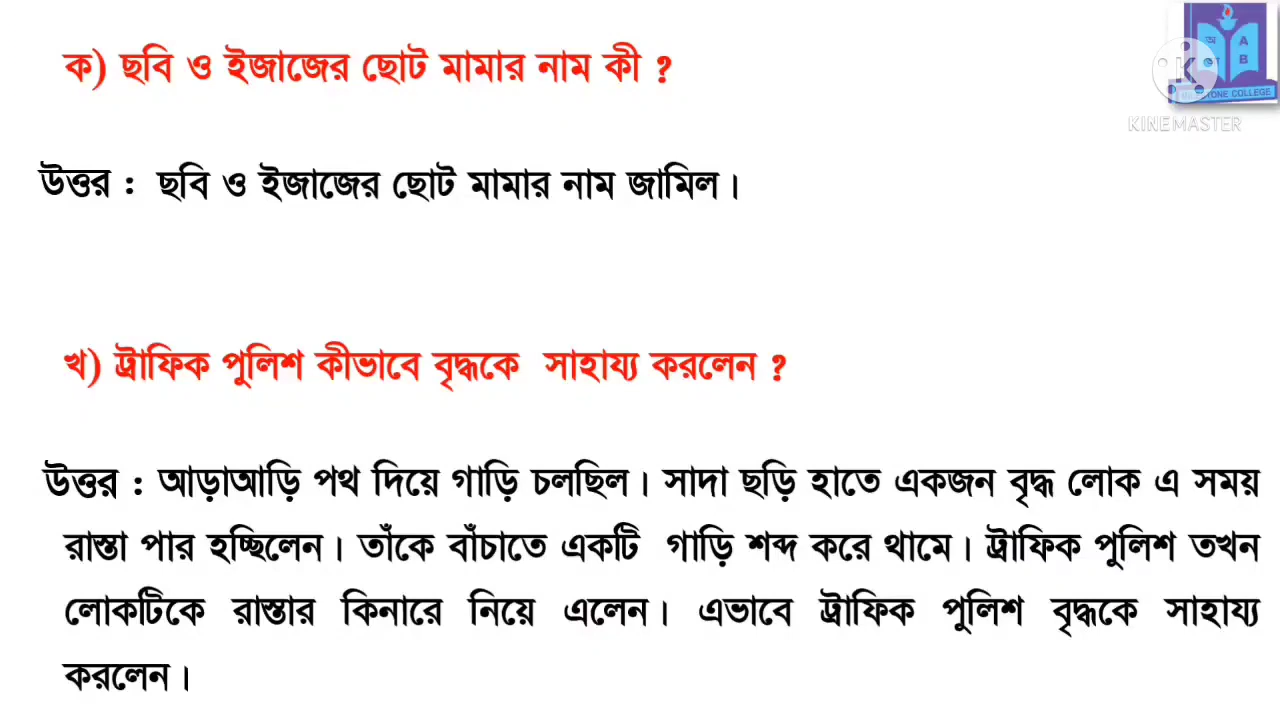 ক) ছবি ও ইজাজের ছোট মামার নাম কী ?
উত্তর : ছবি ও ইজাজের ছোট মামার নাম জামিল।
খ) ট্রাফিক পুলিশ কীভাবে বৃদ্ধকে সাহায্য করলেন ?
উত্তর : আড়াআড়ি পথ দিয়ে গাড়ি চলছিল। সাদা ছড়ি হাতে একজন বৃদ্ধ লোক এ সময়
রাস্তা পার হচ্ছিলেন। তাঁকে বাঁচাতে একটি গাড়ি শব্দ করে থামে। ট্রাফিক পুলিশ তখন
লোকটিকে রাস্তার কিনারে নিয়ে এলেন। এভাবে ট্রাফিক পুলিশ বৃদ্ধকে সাহায্য
করলেন।
A
B
K
COLLEGE
KINEMASTER